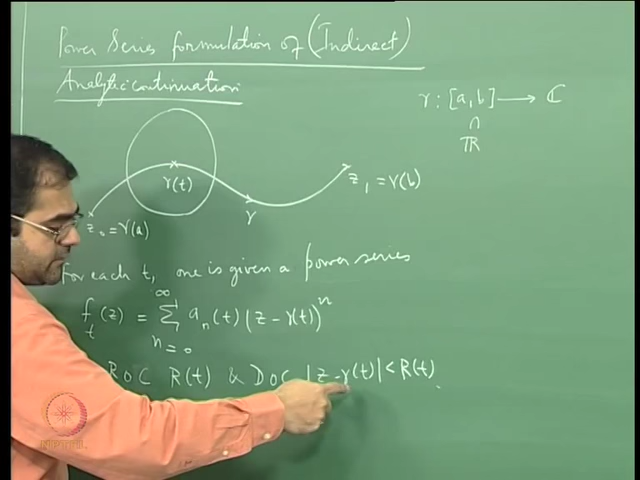 Power Series formulation of (Indirect)
Analytic continuation
γ : [a, b] → ℂ
∩
ℝ
γ(t)
z₁ = γ(b)
γ
z₀ = γ(a)
For each t, one is given a power series
f_t(z) = ∑_{n=0}^{∞} a_n(t) (z - γ(t))^n
ROC R(t) & DOC |z - γ(t)| < R(t)
NPTEL